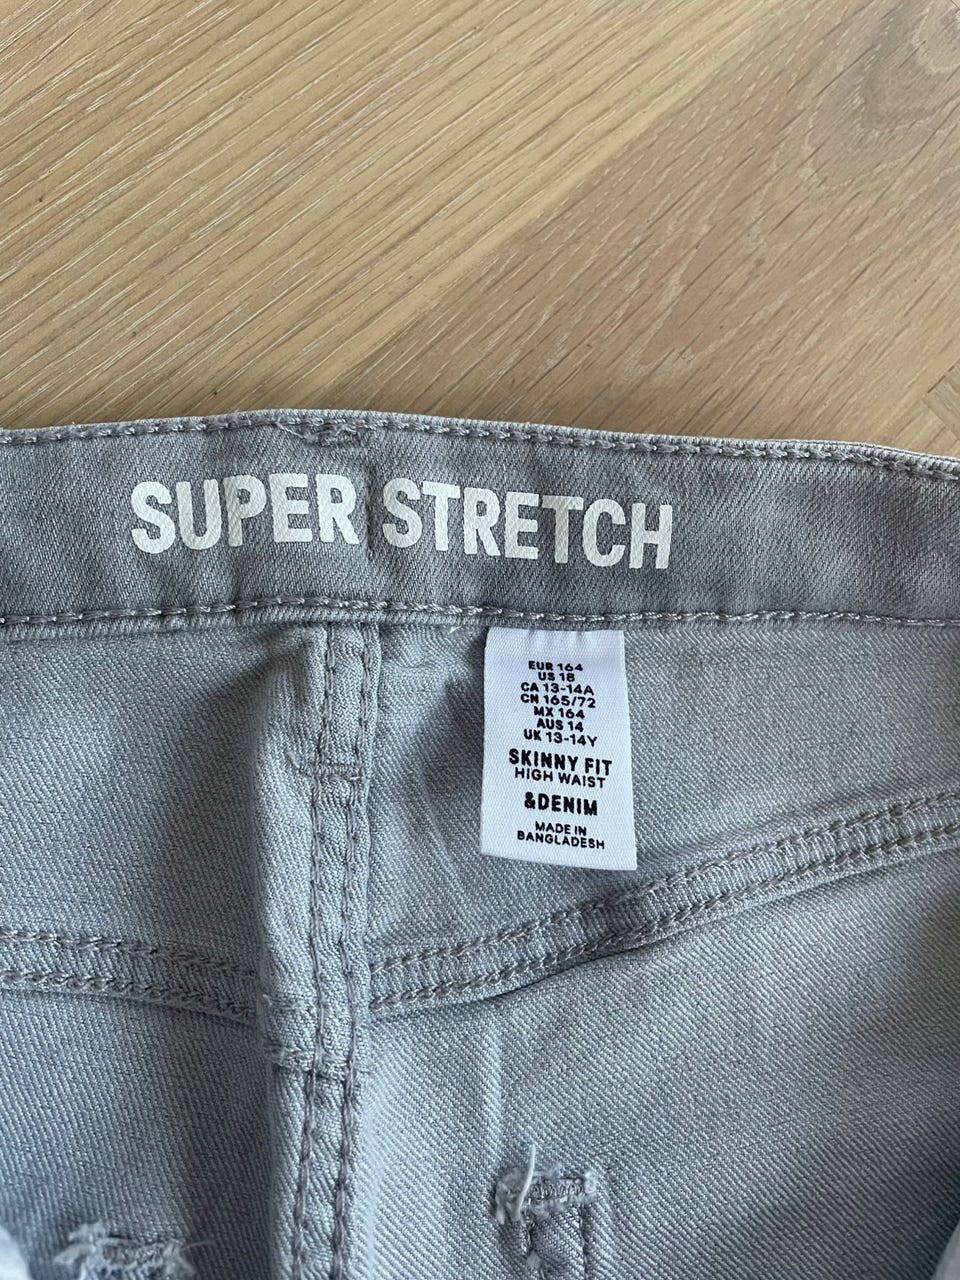 SUPER STRETCH
EUR 164
US 18
CA 13-14A
CN 165/72
MX 164
AUS 14
UK 13-14Y
SKINNY FIT
HIGH WAIST
&DENIM
MADE IN
BANGLADESH